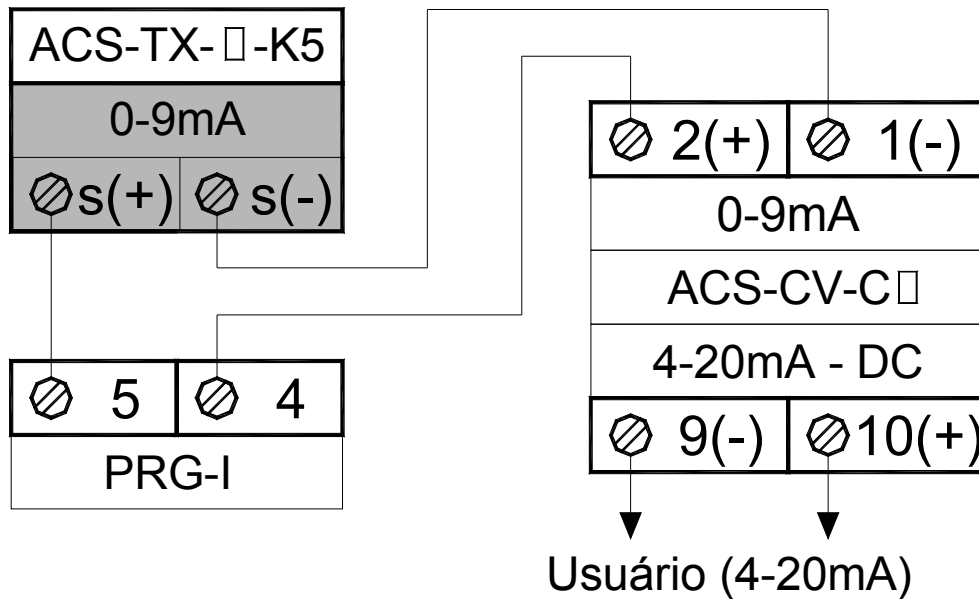 ACS-TX-▯-K5
0-9mA
s(+) s(-)
5 4
PRG-I
2(+) 1(-)
0-9mA
ACS-CV-C▯
4-20mA - DC
9(-) 10(+)
Usuário (4-20mA)